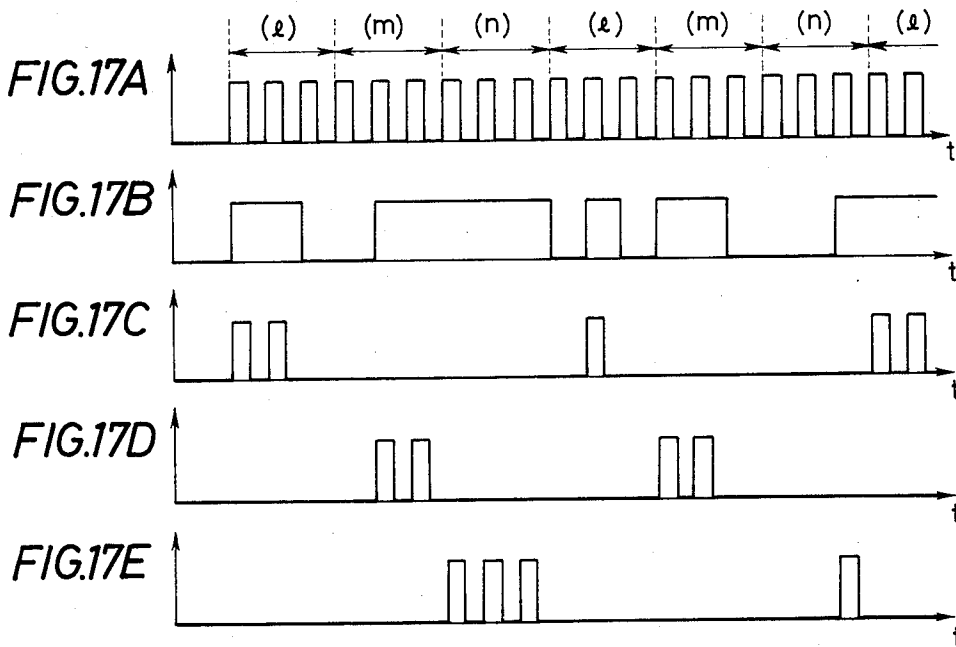 (ℓ) (m) (n) (ℓ) (m) (n) (ℓ)
FIG.17A
t
FIG.17B
t
FIG.17C
t
FIG.17D
t
FIG.17E
t